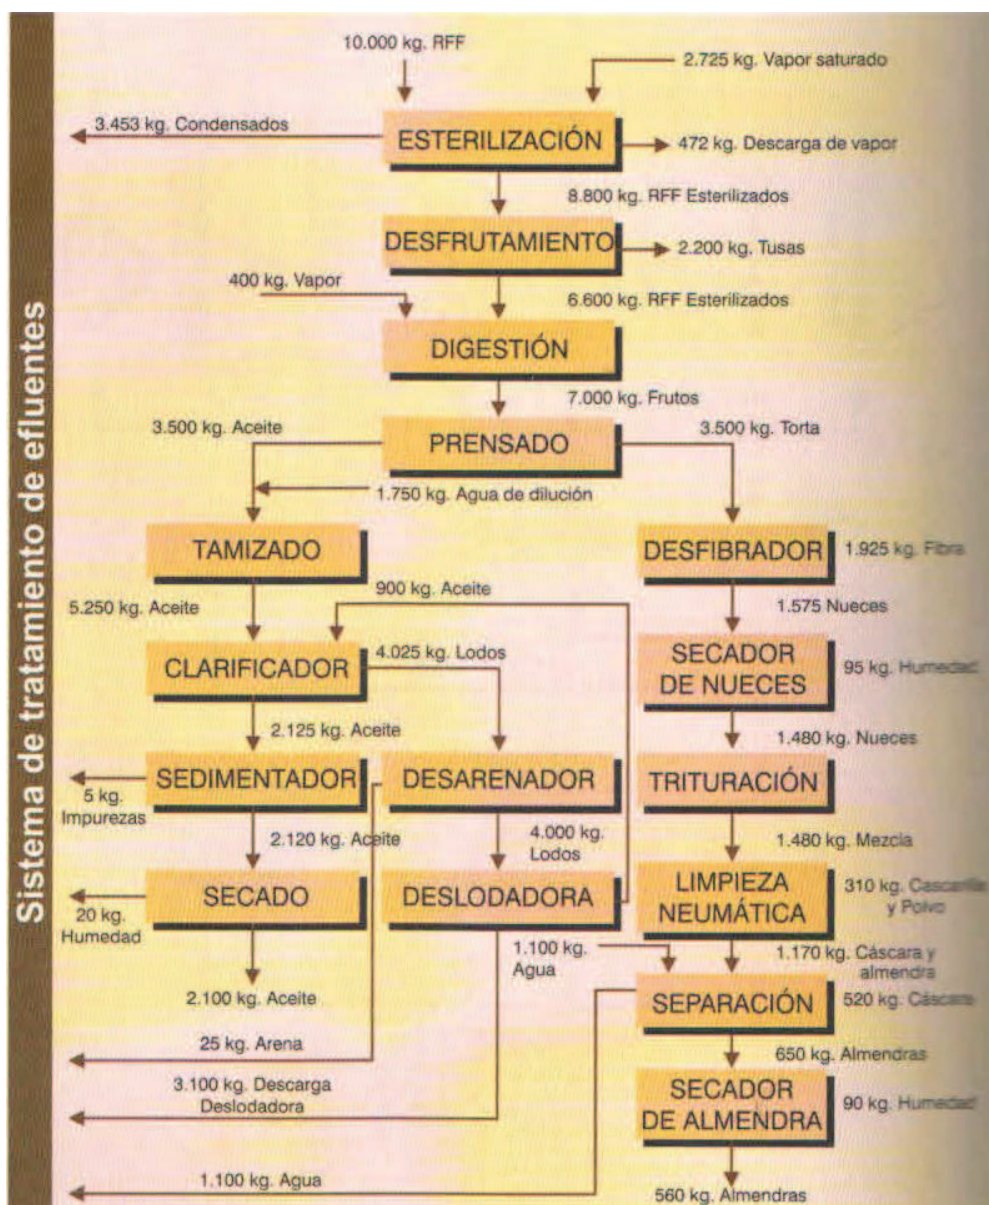 Sistema de tratamiento de efluentes
10.000 kg. RFF
2.725 kg. Vapor saturado
3.453 kg. Condensados
ESTERILIZACIÓN
472 kg. Descarga de vapor
8.800 kg. RFF Esterilizados
DESFRUTAMIENTO
2.200 kg. Tusas
400 kg. Vapor
6.600 kg. RFF Esterilizados
DIGESTIÓN
7.000 kg. Frutos
3.500 kg. Aceite
PRENSADO
3.500 kg. Torta
1.750 kg. Agua de dilución
TAMIZADO
DESFIBRADOR
1.925 kg. Fibra
900 kg. Aceite
5.250 kg. Aceite
1.575 Nueces
CLARIFICADOR
4.025 kg. Lodos
SECADOR
DE NUECES
95 kg. Humedad
2.125 kg. Aceite
1.480 kg. Nueces
SEDIMENTADOR
DESARENADOR
TRITURACIÓN
5 kg.
Impurezas
2.120 kg. Aceite
4.000 kg.
Lodos
1.480 kg. Mezcla
SECADO
DESLODADORA
LIMPIEZA
NEUMÁTICA
310 kg. Cascarilla
y Polvo
20 kg.
Humedad
1.100 kg.
Agua
1.170 kg. Cáscara y
almendra
2.100 kg. Aceite
SEPARACIÓN
520 kg. Cáscara
25 kg. Arena
650 kg. Almendras
3.100 kg. Descarga
Deslodadora
SECADOR
DE ALMENDRA
90 kg. Humedad
1.100 kg. Agua
560 kg. Almendras